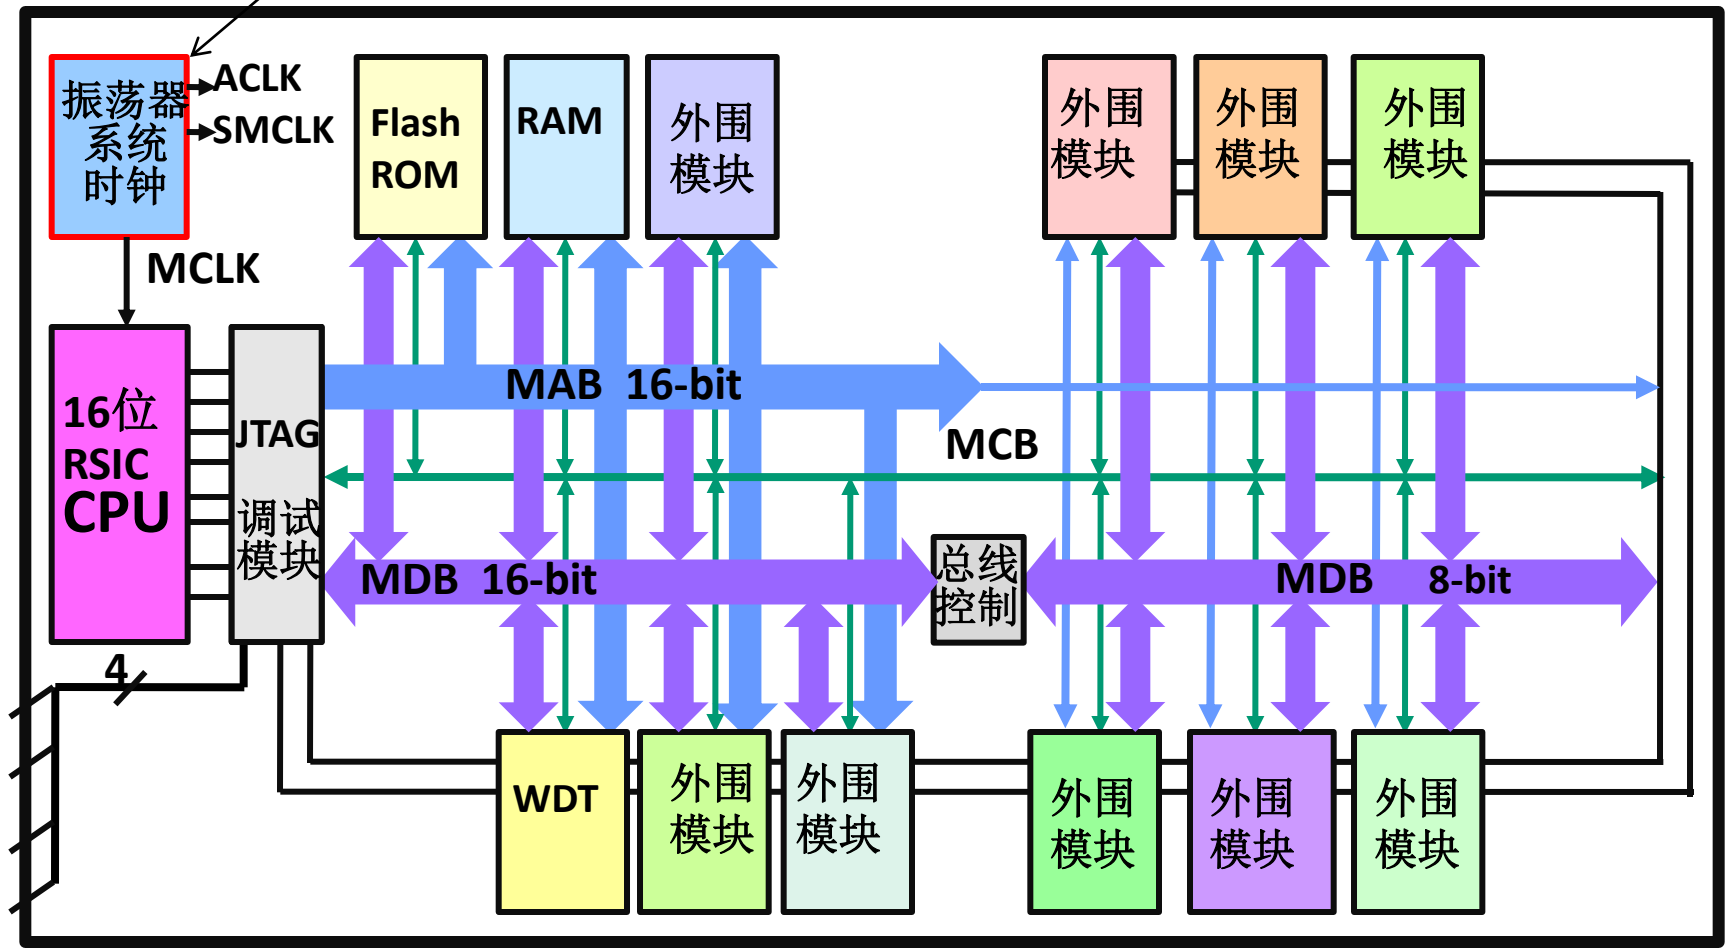 振荡器
系统
时钟
ACLK
SMCLK
MCLK
Flash
ROM
RAM
外围
模块
外围
模块
外围
模块
外围
模块
16位
RSIC
CPU
JTAG
调试
模块
MAB 16-bit
MCB
MDB 16-bit
总线
控制
MDB 8-bit
4
WDT
外围
模块
外围
模块
外围
模块
外围
模块
外围
模块